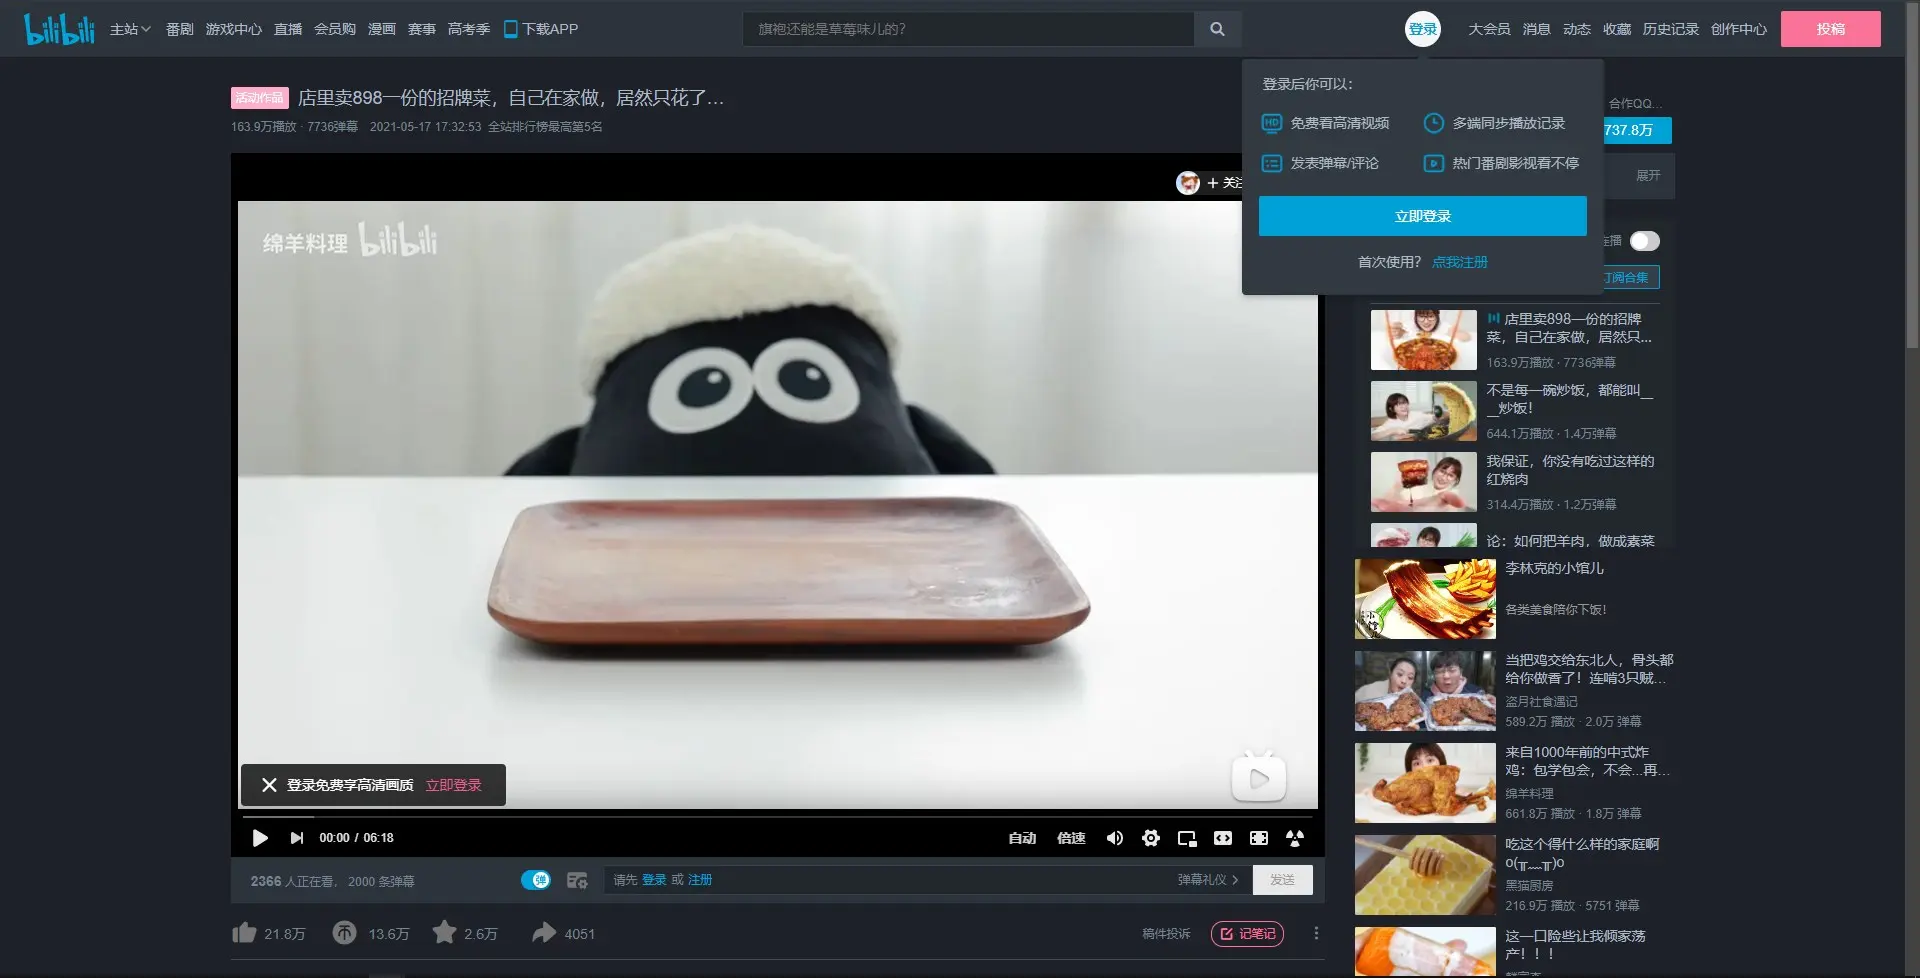 bilibili 主站 番剧 游戏中心 直播 会员购 漫画 赛事 高考季 下载APP 旗袍还能是草莓味儿的? 登录 大会员 消息 动态 收藏 历史记录 创作中心 投稿
活动作品 店里卖898一份的招牌菜，自己在家做，居然只花了...
163.9万播放 · 7736弹幕 2021-05-17 17:32:53 全站排行榜最高第5名
登录后你可以：
免费看高清视频 多端同步播放记录
发表弹幕/评论 热门番剧影视看不停
立即登录
首次使用？ 点我注册
合作QQ...
737.8万
展开
连播
订阅合集
+ 关注
绵羊料理 bilibili
登录免费享高清画质 立即登录
00:00 / 06:18 自动 倍速
2366 人正在看， 2000 条弹幕 弹 请先 登录 或 注册 弹幕礼仪 发送
21.8万 13.6万 2.6万 4051 稿件投诉 记笔记
店里卖898一份的招牌
菜，自己在家做，居然只...
163.9万播放 · 7736弹幕
不是每一碗炒饭，都能叫__
__炒饭！
644.1万播放 · 1.4万弹幕
我保证，你没有吃过这样的
红烧肉
314.4万播放 · 1.2万弹幕
论：如何把羊肉，做成素菜
李林克的小馆儿
各类美食陪你下饭！
当把鸡交给东北人，骨头都
给你做香了！连啃3只贼...
盗月社食遇记
589.2万 播放 · 2.0万 弹幕
来自1000年前的中式炸
鸡：包学包会，不会...再...
绵羊料理
661.8万 播放 · 1.8万 弹幕
吃这个得什么样的家庭啊
o(╥﹏╥)o
黑猫厨房
216.9万 播放 · 5751 弹幕
这一口险些让我倾家荡
产！！！